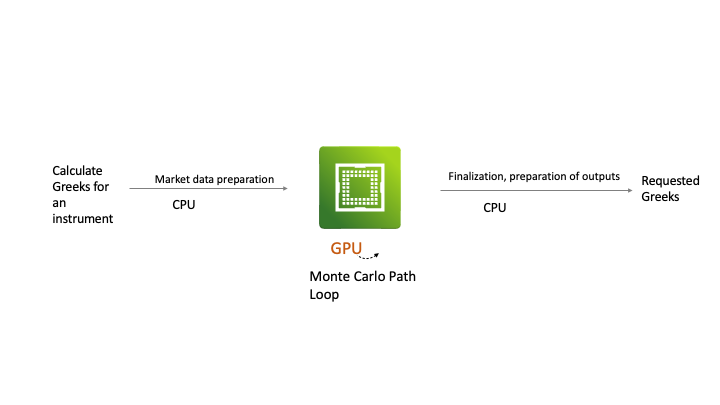 Calculate
Greeks for
an
instrument
Market data preparation
CPU
GPU
Monte Carlo Path
Loop
Finalization, preparation of outputs
CPU
Requested
Greeks